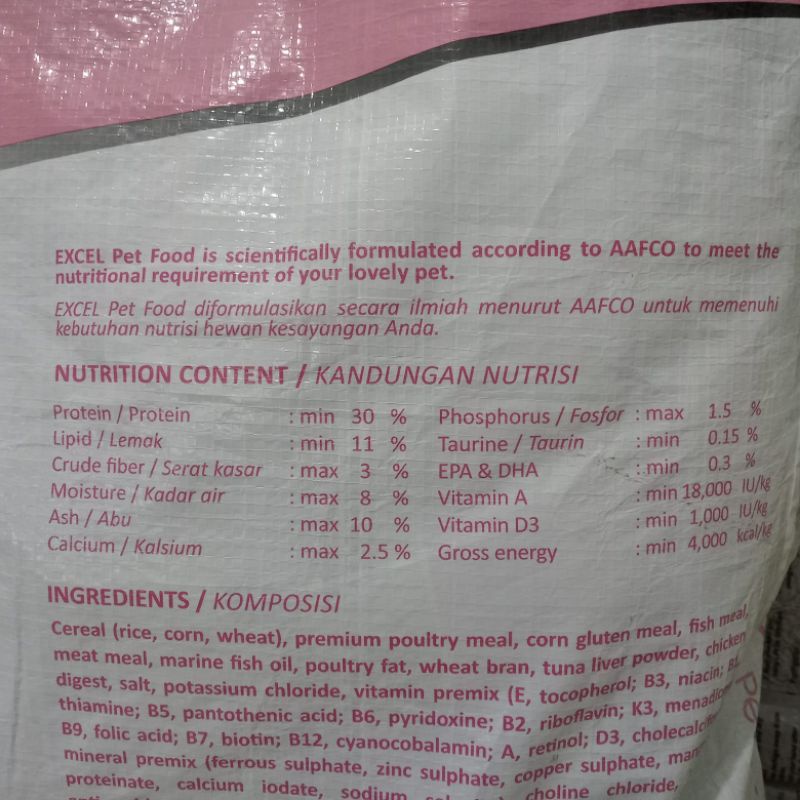 EXCEL Pet Food is scientifically formulated according to AAFCO to meet the
nutritional requirement of your lovely pet.
EXCEL Pet Food diformulasikan secara ilmiah menurut AAFCO untuk memenuhi
kebutuhan nutrisi hewan kesayangan Anda.
NUTRITION CONTENT / KANDUNGAN NUTRISI
Protein / Protein : min 30 %
Lipid / Lemak : min 11 %
Crude fiber / Serat kasar : max 3 %
Moisture / Kadar air : max 8 %
Ash / Abu : max 10 %
Calcium / Kalsium : max 2.5 %
Phosphorus / Fosfor : max 1.5 %
Taurine / Taurin : min 0.15 %
EPA & DHA : min 0.3 %
Vitamin A : min 18,000 IU/kg
Vitamin D3 : min 1,000 IU/kg
Gross energy : min 4,000 kcal/kg
INGREDIENTS / KOMPOSISI
Cereal (rice, corn, wheat), premium poultry meal, corn gluten meal, fish meal,
meat meal, marine fish oil, poultry fat, wheat bran, tuna liver powder, chicken
digest, salt, potassium chloride, vitamin premix (E, tocopherol; B3, niacin;
thiamine; B5, pantothenic acid; B6, pyridoxine; B2, riboflavin; K3,
B9, folic acid; B7, biotin; B12, cyanocobalamin; A, retinol; D3,
mineral premix (ferrous sulphate, zinc sulphate, copper sulphate,
proteinate, calcium iodate, sodium choline chloride,